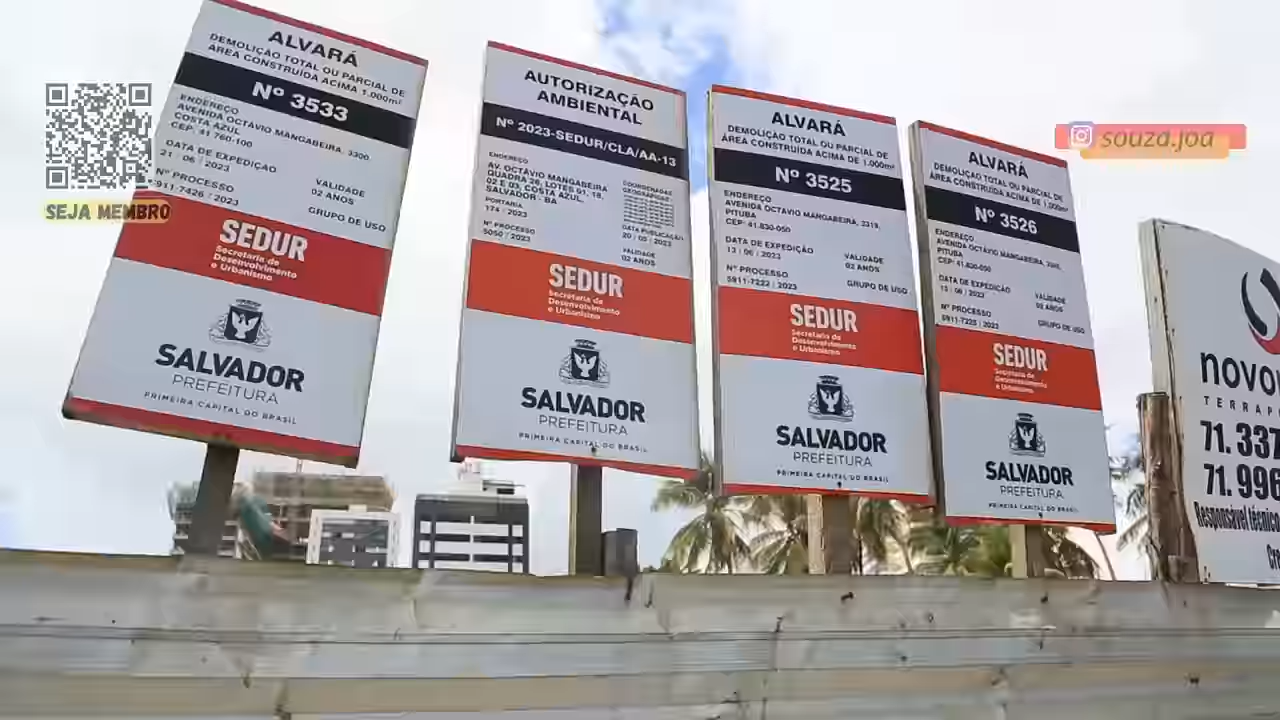 ALVARÁ
DEMOLIÇÃO TOTAL OU PARCIAL DE
ÁREA CONSTRUÍDA ACIMA 1.000m²
Nº 3533
ENDEREÇO
AVENIDA OCTÁVIO MANGABEIRA, 3300,
COSTA AZUL
CEP: 41.760-100
DATA DE EXPEDIÇÃO
21 / 06 / 2023
VALIDADE
02 ANOS
Nº PROCESSO
5911-7426 / 2023
GRUPO DE USO
SEDUR
Secretaria de
Desenvolvimento
e Urbanismo
SALVADOR
PREFEITURA
PRIMEIRA CAPITAL DO BRASIL
AUTORIZAÇÃO
AMBIENTAL
Nº 2023-SEDUR/CLA/AA-13
ENDEREÇO
AV. OCTÁVIO MANGABEIRA
QUADRA 26, LOTES 01, 18,
02 E 03, COSTA AZUL,
SALVADOR - BA
PORTARIA
174 / 2023
Nº PROCESSO
5050 / 2023
COORDENADAS
DATA PUBLICAÇÃO
20 / 05 / 2023
VALIDADE
02 ANOS
SEDUR
Secretaria de
Desenvolvimento
e Urbanismo
SALVADOR
PREFEITURA
PRIMEIRA CAPITAL DO BRASIL
ALVARÁ
DEMOLIÇÃO TOTAL OU PARCIAL DE
ÁREA CONSTRUÍDA ACIMA DE 1.000m²
Nº 3525
ENDEREÇO
AVENIDA OCTÁVIO MANGABEIRA, 3319,
PITUBA
CEP: 41.830-050
DATA DE EXPEDIÇÃO
13 / 06 / 2023
VALIDADE
02 ANOS
Nº PROCESSO
5911-7222 / 2023
GRUPO DE USO
SEDUR
Secretaria de
Desenvolvimento
e Urbanismo
SALVADOR
PREFEITURA
PRIMEIRA CAPITAL DO BRASIL
ALVARÁ
DEMOLIÇÃO TOTAL OU PARCIAL DE
ÁREA CONSTRUÍDA ACIMA DE 1.000m²
Nº 3526
ENDEREÇO
AVENIDA OCTÁVIO MANGABEIRA,
PITUBA
CEP: 41.830-050
DATA DE EXPEDIÇÃO
13 / 06 / 2023
VALIDADE
02 ANOS
Nº PROCESSO
5911-7225 / 2023
GRUPO DE USO
SEDUR
Secretaria de
Desenvolvimento
e Urbanismo
SALVADOR
PREFEITURA
PRIMEIRA CAPITAL DO BRASIL
novo
TERRAP
71. 337
71. 996
Responsável técnico
Cre
SEJA MEMBRO
souza.joa